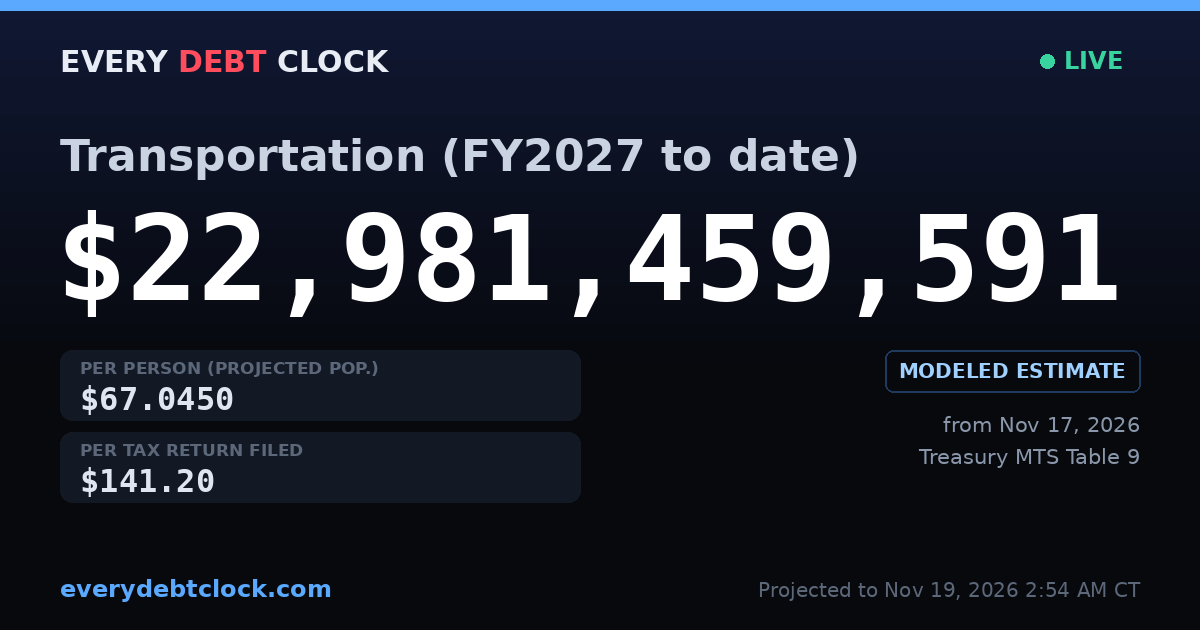 EVERY DEBT CLOCK
LIVE
Transportation (FY2027 to date)
$22,981,459,591
PER PERSON (PROJECTED POP.)
$67.0450
PER TAX RETURN FILED
$141.20
MODELED ESTIMATE
from Nov 17, 2026
Treasury MTS Table 9
everydebtclock.com
Projected to Nov 19, 2026 2:54 AM CT